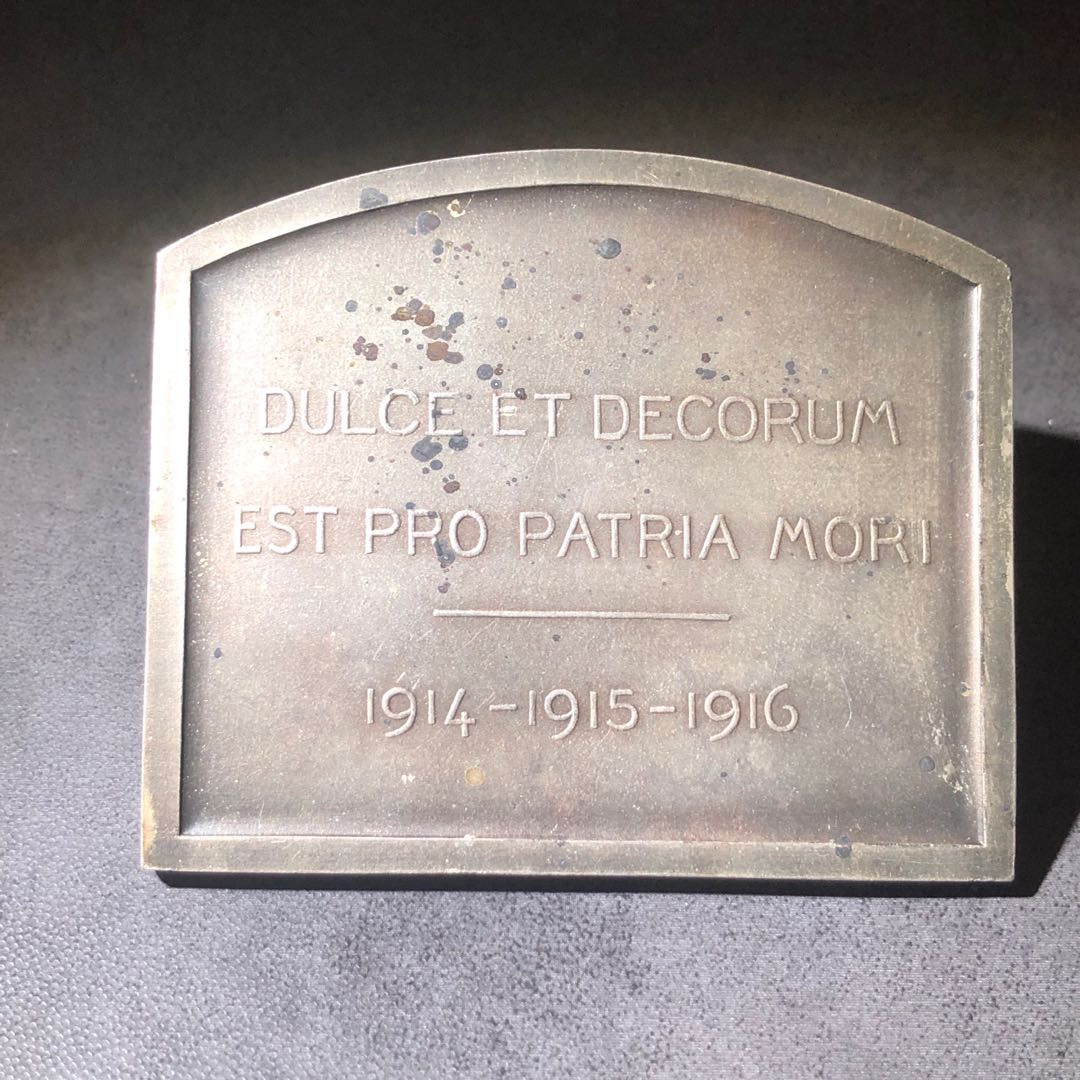 DULCE ET DECORUM
EST PRO PATRIA MORI
1914-1915-1916